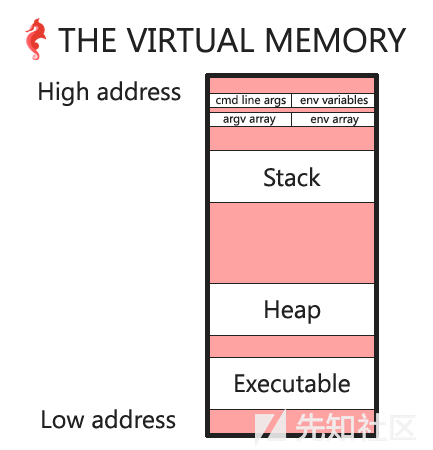 THE VIRTUAL MEMORY
High address
cmd line args env variables
argv array env array
Stack
Heap
Executable
Low address
先知社区